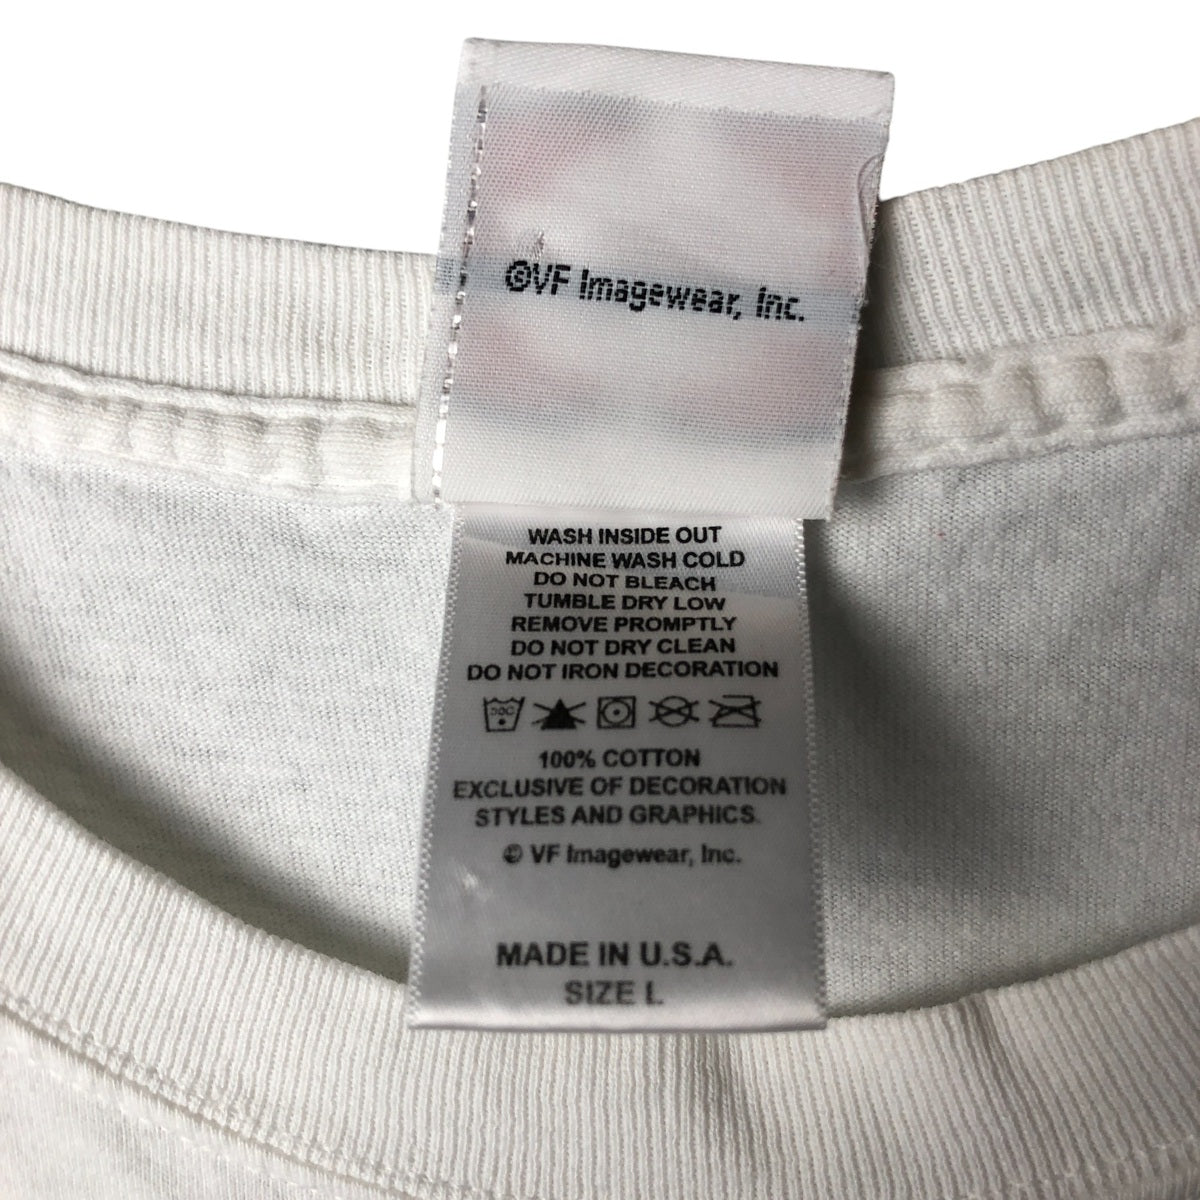 ©VF Imagewear, Inc.
WASH INSIDE OUT
MACHINE WASH COLD
DO NOT BLEACH
TUMBLE DRY LOW
REMOVE PROMPTLY
DO NOT DRY CLEAN
DO NOT IRON DECORATION
100% COTTON
EXCLUSIVE OF DECORATION
STYLES AND GRAPHICS.
© VF Imagewear, Inc.
MADE IN U.S.A.
SIZE L